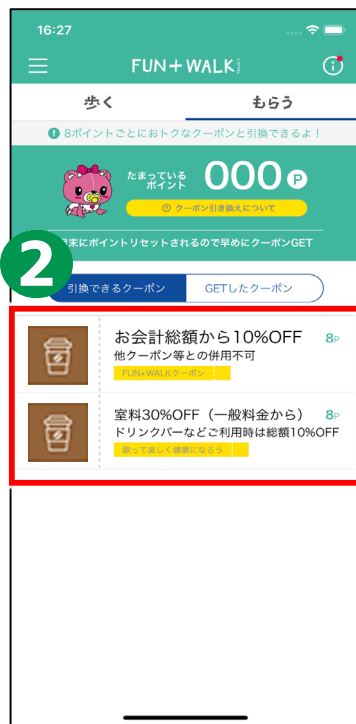 16:27
FUN+WALK
歩く もらう
8ポイントごとにおトクなクーポンと引換できるよ!
たまっている
ポイント 000 P
クーポン引き換えについて
末にポイントリセットされるので早めにクーポンGET
2
引換できるクーポン GETしたクーポン
お会計総額から10%OFF 8P
他クーポン等との併用不可
FUN+WALKクーポン
室料30%OFF(一般料金から) 8P
ドリンクバーなどご利用時は総額10%OFF
歌って楽しく健康になろう